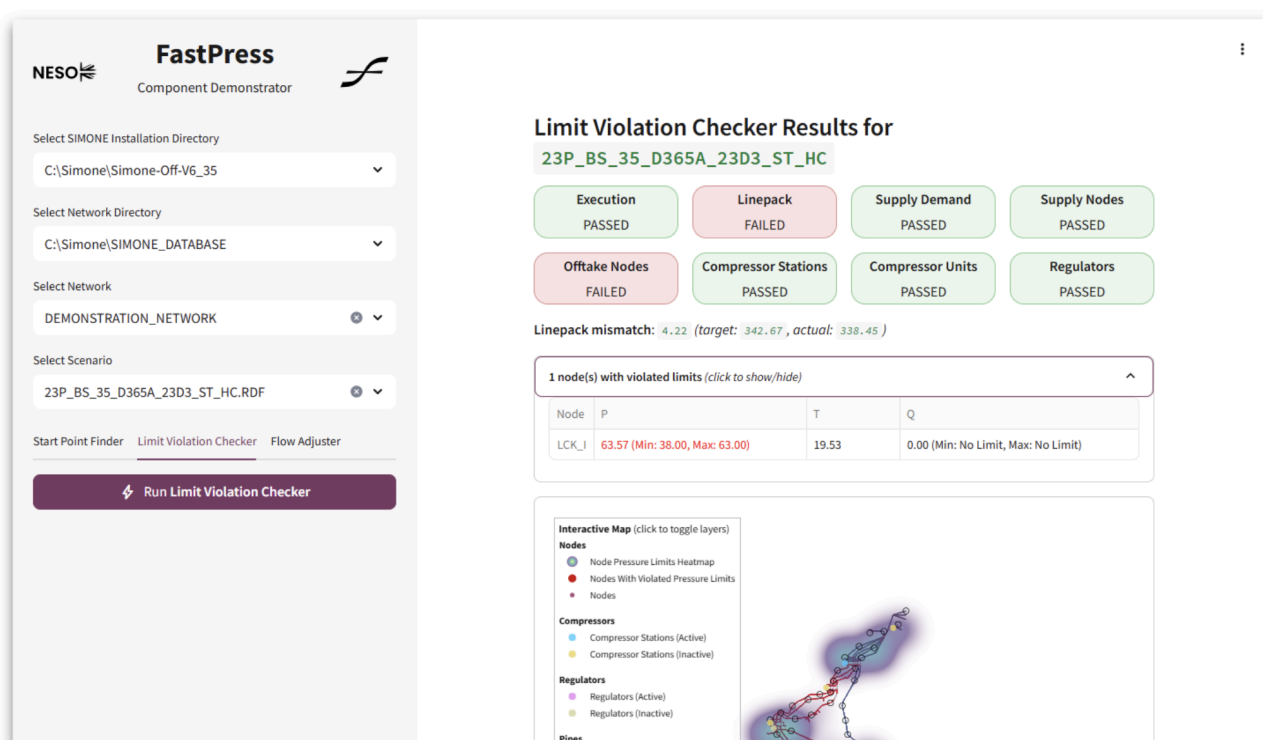 NESO
FastPress
Component Demonstrator
Select SIMONE Installation Directory
C:\Simone\Simone-Off-V6_35
Select Network Directory
C:\Simone\SIMONE_DATABASE
Select Network
DEMONSTRATION_NETWORK
Select Scenario
23P_BS_35_D365A_23D3_ST_HC.RDF
Start Point Finder Limit Violation Checker Flow Adjuster
Run Limit Violation Checker
Limit Violation Checker Results for
23P_BS_35_D365A_23D3_ST_HC
Execution Linepack Supply Demand Supply Nodes
PASSED FAILED PASSED PASSED
Offtake Nodes Compressor Stations Compressor Units Regulators
FAILED PASSED PASSED PASSED
Linepack mismatch: 4.22 (target: 342.67, actual: 338.45)
1 node(s) with violated limits (click to show/hide)
Node P T Q
LCK_I 63.57 (Min: 38.00, Max: 63.00) 19.53 0.00 (Min: No Limit, Max: No Limit)
Interactive Map (click to toggle layers)
Nodes
Node Pressure Limits Heatmap
Nodes With Violated Pressure Limits
Nodes
Compressors
Compressor Stations (Active)
Compressor Stations (Inactive)
Regulators
Regulators (Active)
Regulators (Inactive)
Pipes